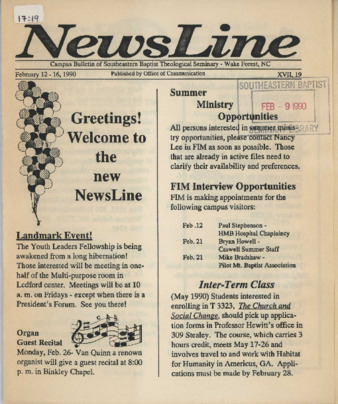 17:19
NewsLine
Campus Bulletin of Southeastern Baptist Theological Seminary - Wake Forest, NC
February 12 - 16, 1990
Published by Office of Communication
XVII, 19
Greetings!
Welcome to
the
new
NewsLine
Landmark Event!
The Youth Leaders Fellowship is being
awakened from a long hibernation!
Those interested will be meeting in one-
half of the Multi-purpose room in
Ledford center. Meetings will be at 10
a. m. on Fridays - except when there is a
President's Forum. See you there!
Organ
Guest Recital
Monday, Feb. 26- Van Quinn a renown
organist will give a guest recital at 8:00
p. m. in Binkley Chapel.
SOUTHEASTERN BAPTIST
FEB - 9 1990
LIBRARY
Summer
Ministry
Opportunities
All persons interested in summer minis-
try opportunities, please contact Nancy
Lee in FIM as soon as possible. Those
that are already in active files need to
clarify their availability and preferences.
FIM Interview Opportunities
FIM is making appointments for the
following campus visitors:
Feb .12 Paul Stephenson -
HMB Hospital Chaplaincy
Feb. 21 Bryan Howell -
Caswell Summer Staff
Feb. 21 Mike Bradshaw -
Pilot Mt. Baptist Association
Inter-Term Class
(May 1990) Students interested in
enrolling in T 3323, The Church and
Social Change, should pick up applica-
tion forms in Professor Hewitt's office in
309 Stealey. The course, which carries 3
hours credit, meets May 17-26 and
involves travel to and work with Habitat
for Humanity in Americus, GA. Appli-
cations must be made by February 28.